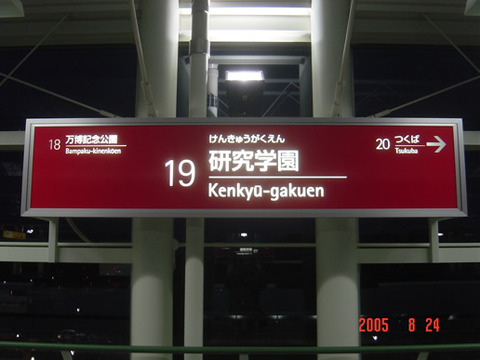 18 万博記念公園
Bampaku-kinenkōen
けんきゅうがくえん
19 研究学園
Kenkyū-gakuen
20 つくば
Tsukuba
2005 8 24